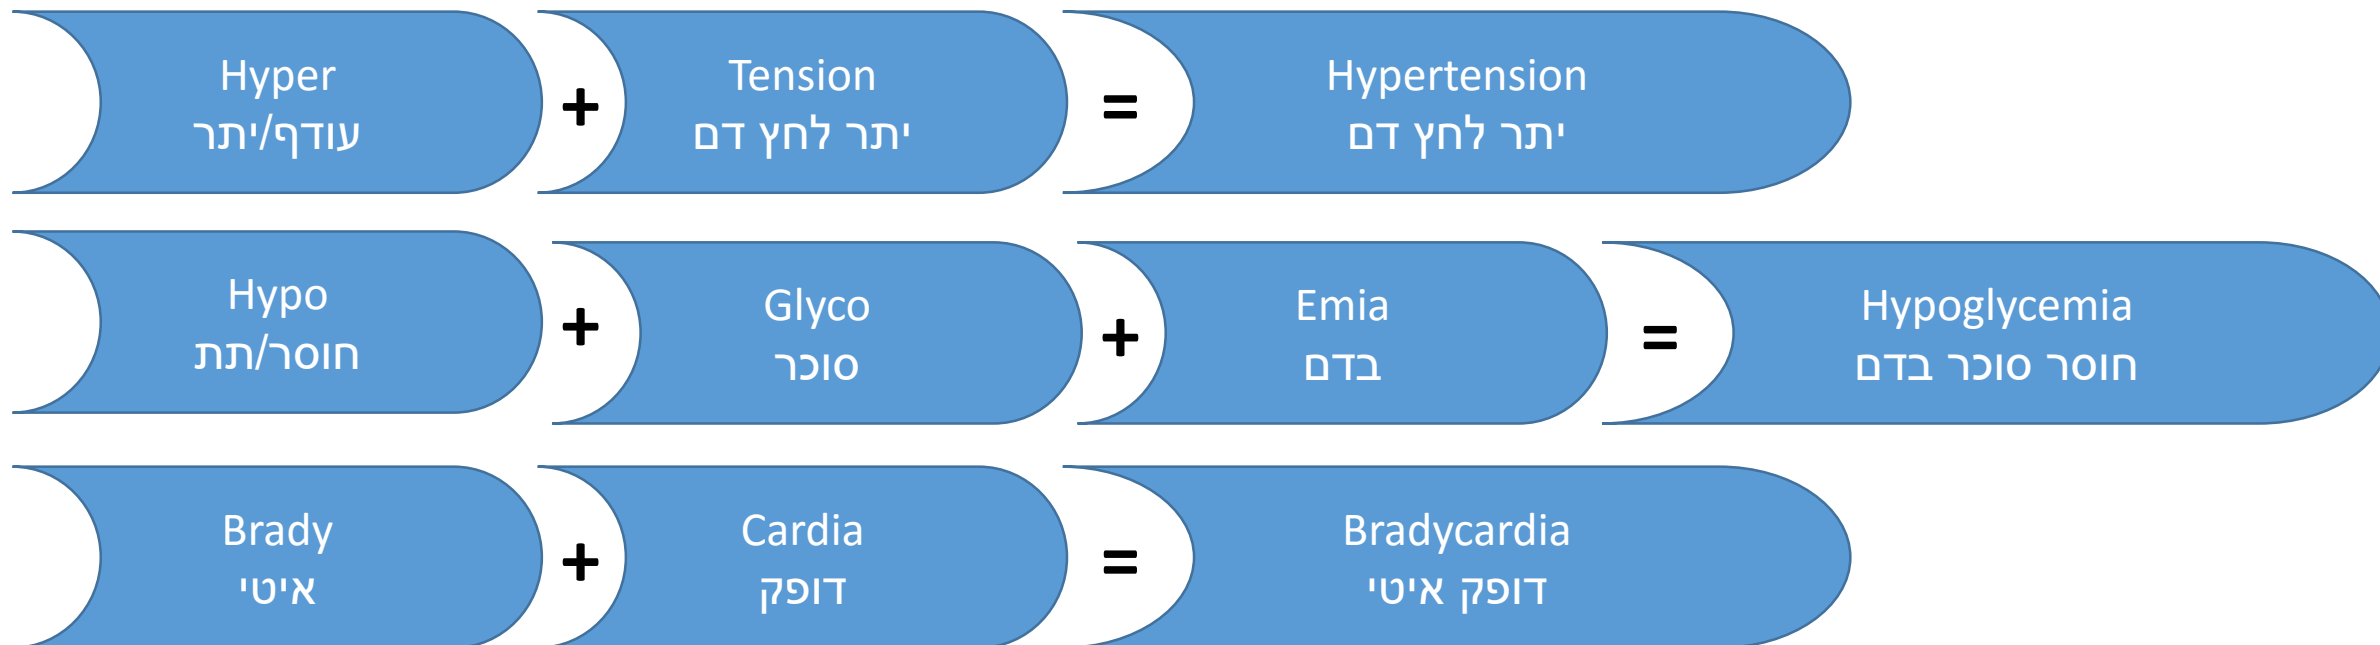 Hyper
עודף/יתר
+
Tension
יתר לחץ דם
=
Hypertension
יתר לחץ דם
Hypo
חוסר/תת
+
Glyco
סוכר
+
Emia
בדם
=
Hypoglycemia
חוסר סוכר בדם
Brady
איטי
+
Cardia
דופק
=
Bradycardia
דופק איטי